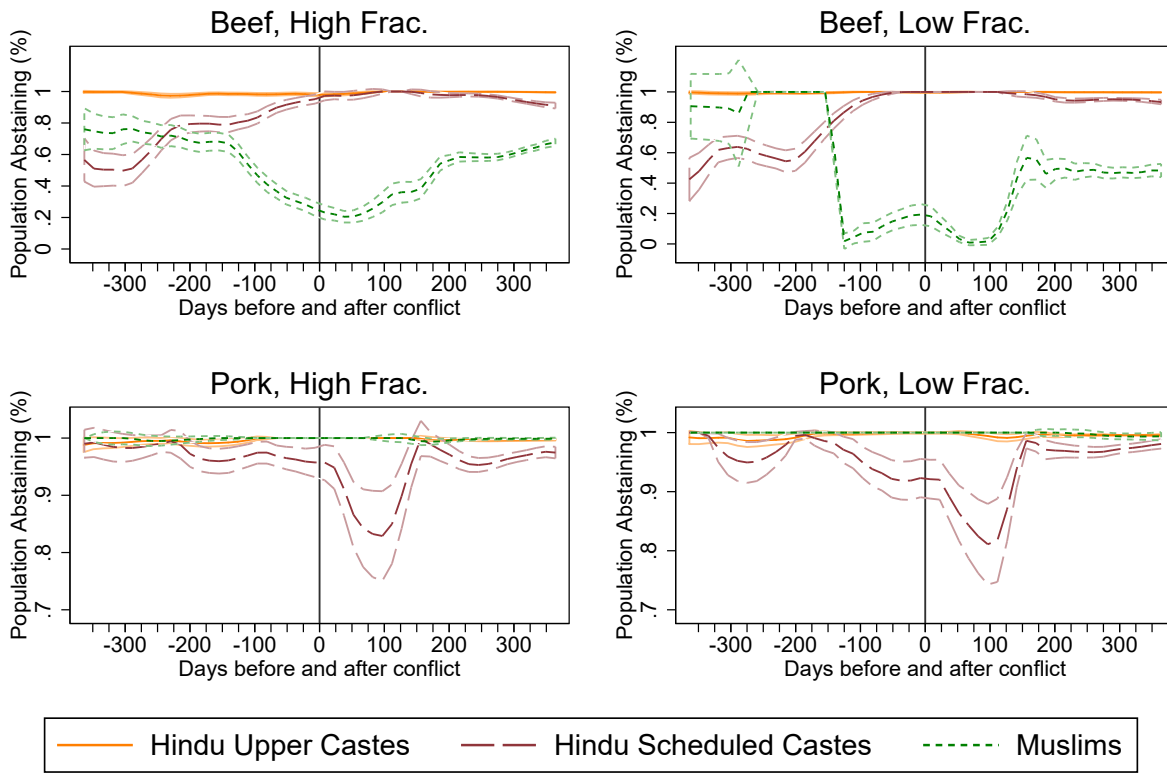 Beef, High Frac.
Population Abstaining (%)
0 .2 .4 .6 .8 1
-300 -200 -100 0 100 200 300
Days before and after conflict
Beef, Low Frac.
Population Abstaining (%)
0 .2 .4 .6 .8 1
-300 -200 -100 0 100 200 300
Days before and after conflict
Pork, High Frac.
Population Abstaining (%)
.7 .8 .9 1
-300 -200 -100 0 100 200 300
Days before and after conflict
Pork, Low Frac.
Population Abstaining (%)
.7 .8 .9 1
-300 -200 -100 0 100 200 300
Days before and after conflict
Hindu Upper Castes Hindu Scheduled Castes Muslims